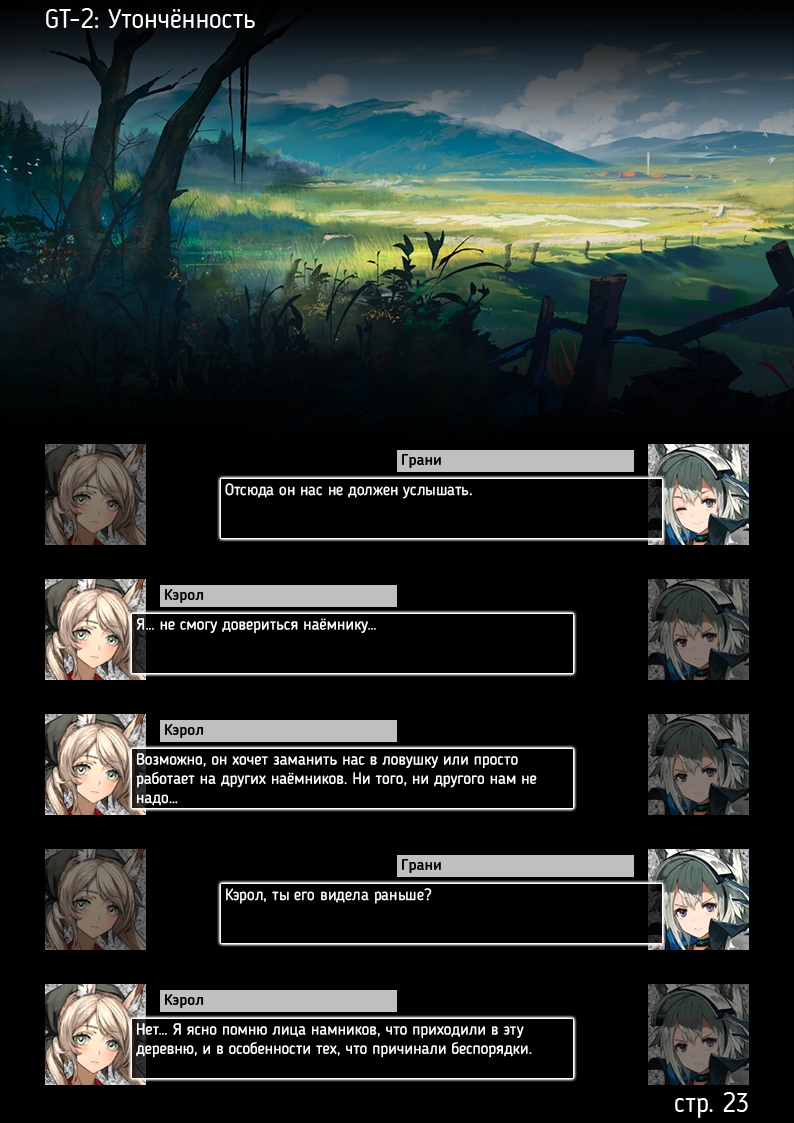 GT-2: Утончённость
Грани
Отсюда он нас не должен услышать.
Кэрол
Я... не смогу довериться наёмнику...
Кэрол
Возможно, он хочет заманить нас в ловушку или просто
работает на других наёмников. Ни того, ни другого нам не
надо...
Грани
Кэрол, ты его видела раньше?
Кэрол
Нет... Я ясно помню лица намников, что приходили в эту
деревню, и в особенности тех, что причинали беспорядки.
стр. 23